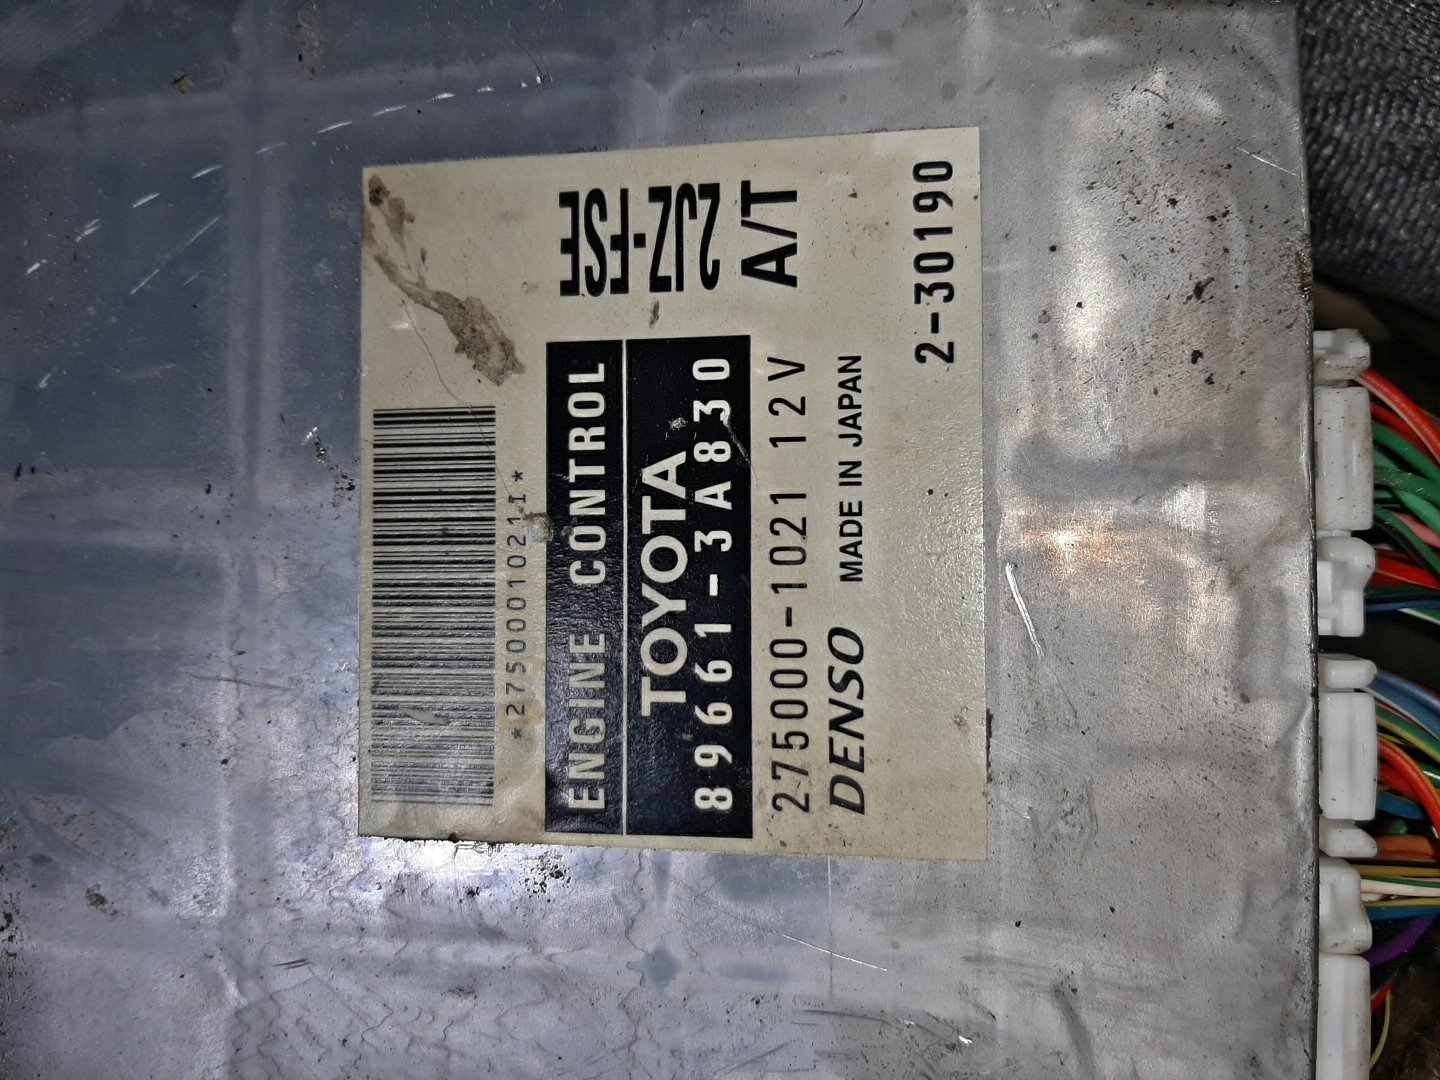 *2750001021I*
ENGINE CONTROL
2JZ-FSE
TOYOTA
89661-3A830
A/T
275000-1021 12V
DENSO MADE IN JAPAN
2-30190